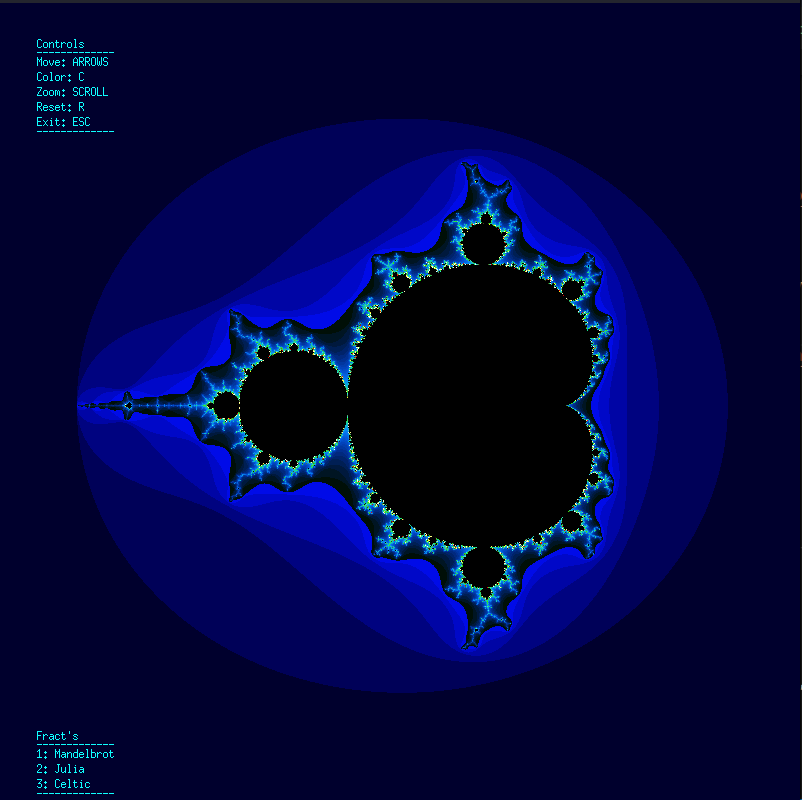 Controls
-------------
Move: ARROWS
Color: C
Zoom: SCROLL
Reset: R
Exit: ESC
-------------
Fract's
-------------
1: Mandelbrot
2: Julia
3: Celtic
-------------